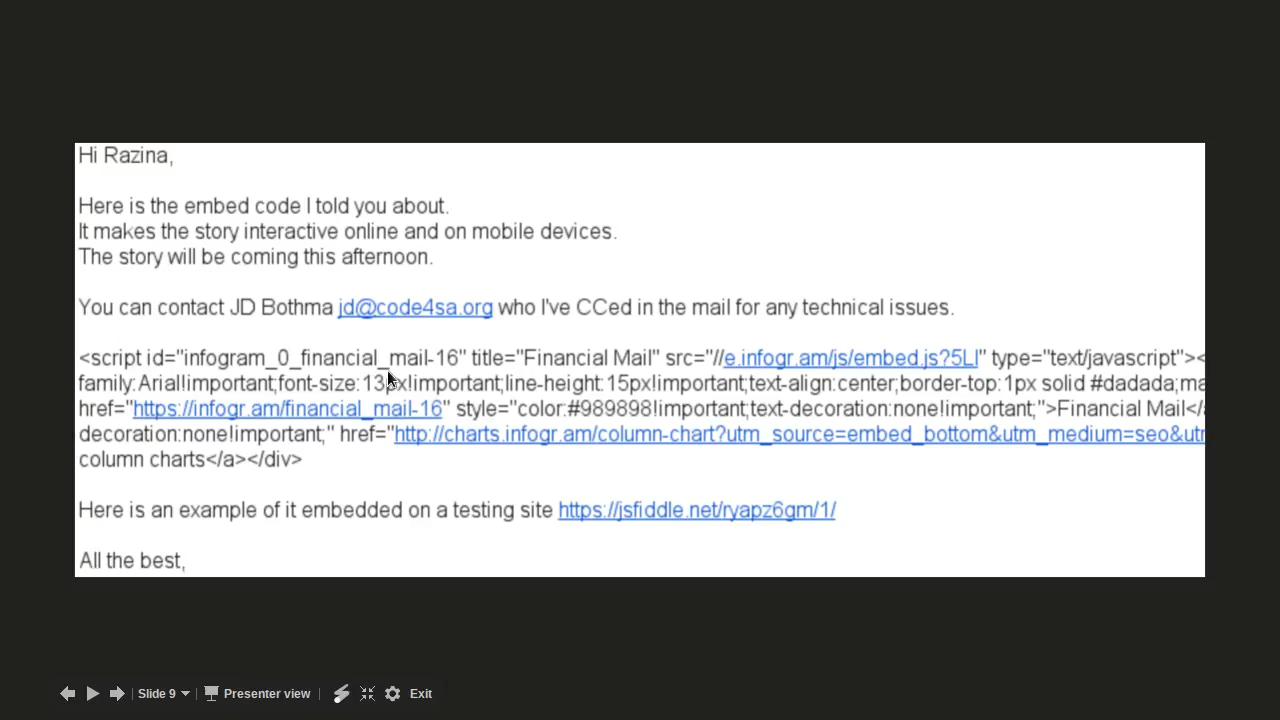 Hi Razina,
Here is the embed code I told you about.
It makes the story interactive online and on mobile devices.
The story will be coming this afternoon.
You can contact JD Bothma jd@code4sa.org who I've CCed in the mail for any technical issues.
<script id="infogram_0_financial_mail-16" title="Financial Mail" src="//e.infogr.am/js/embed.js?5LI" type="text/javascript"><
family:Arial!important;font-size:13px!important;line-height:15px!important;text-align:center;border-top:1px solid #dadada;ma
href="https://infogr.am/financial_mail-16" style="color:#989898!important;text-decoration:none!important;">Financial Mail</a
decoration:none!important;" href="http://charts.infogr.am/column-chart?utm_source=embed_bottom&utm_medium=seo&utm
column charts</a></div>
Here is an example of it embedded on a testing site https://jsfiddle.net/ryapz6gm/1/
All the best,
Slide 9 Presenter view Exit